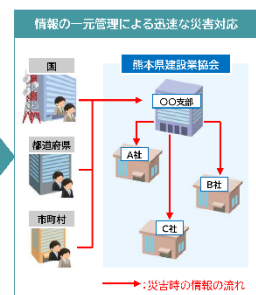 情報の一元管理による迅速な災害対応
国
熊本県建設業協会
〇〇支部
都道府県
A社
B社
市町村
C社
:災害時の情報の流れ